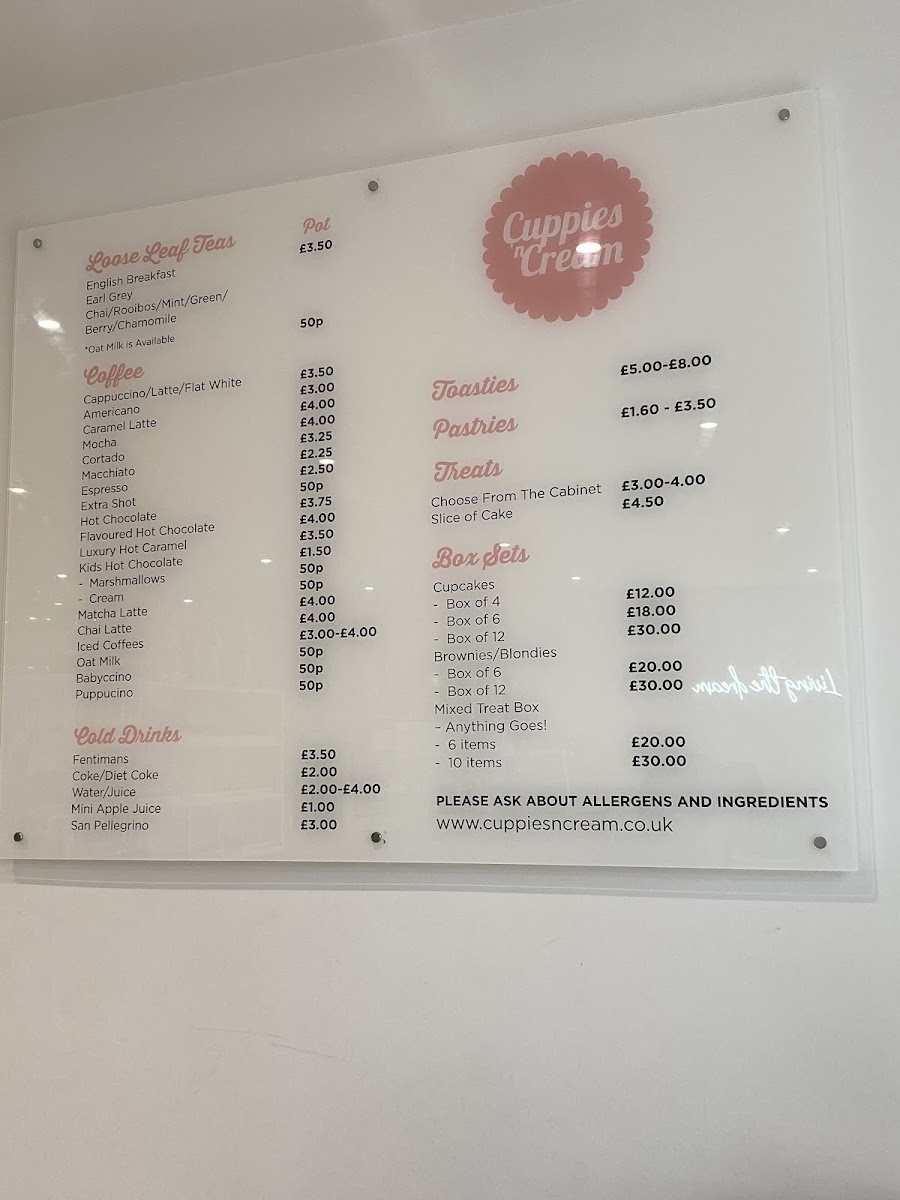 Loose Leaf Teas Pot
English Breakfast £3.50
Earl Grey
Chai/Rooibos/Mint/Green/
Berry/Chamomile
*Oat Milk is Available 50p
Coffee
Cappuccino/Latte/Flat White £3.50
Americano £3.00
Caramel Latte £4.00
Mocha £4.00
Cortado £3.25
Macchiato £2.25
Espresso £2.50
Extra Shot 50p
Hot Chocolate £3.75
Flavoured Hot Chocolate £4.00
Luxury Hot Caramel £3.50
Kids Hot Chocolate £1.50
- Marshmallows 50p
- Cream 50p
Matcha Latte £4.00
Chai Latte £4.00
Iced Coffees £3.00-£4.00
Oat Milk 50p
Babyccino 50p
Puppucino 50p
Cold Drinks
Fentimans £3.50
Coke/Diet Coke £2.00
Water/Juice £2.00-£4.00
Mini Apple Juice £1.00
San Pellegrino £3.00
Cuppies
n Cream
Toasties £5.00-£8.00
Pastries £1.60 - £3.50
Treats
Choose From The Cabinet £3.00-4.00
Slice of Cake £4.50
Box Sets
Cupcakes
- Box of 4 £12.00
- Box of 6 £18.00
- Box of 12 £30.00
Brownies/Blondies
- Box of 6 £20.00
- Box of 12 £30.00
Mixed Treat Box
– Anything Goes!
- 6 items £20.00
- 10 items £30.00
PLEASE ASK ABOUT ALLERGENS AND INGREDIENTS
www.cuppiesncream.co.uk
Living the dream